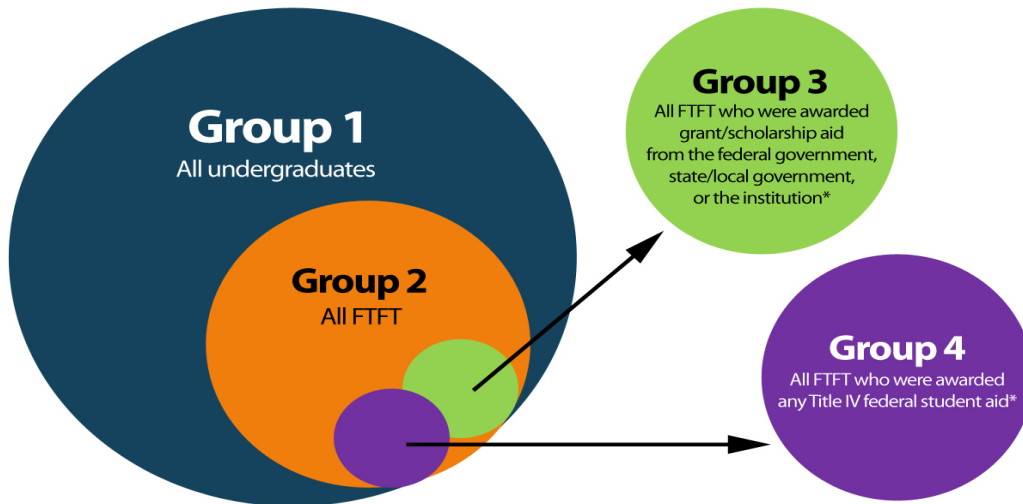 Group 1
All undergraduates
Group 2
All FTFT
Group 3
All FTFT who were awarded
grant/scholarship aid
from the federal government,
state/local government,
or the institution*
Group 4
All FTFT who were awarded
any Title IV federal student aid*